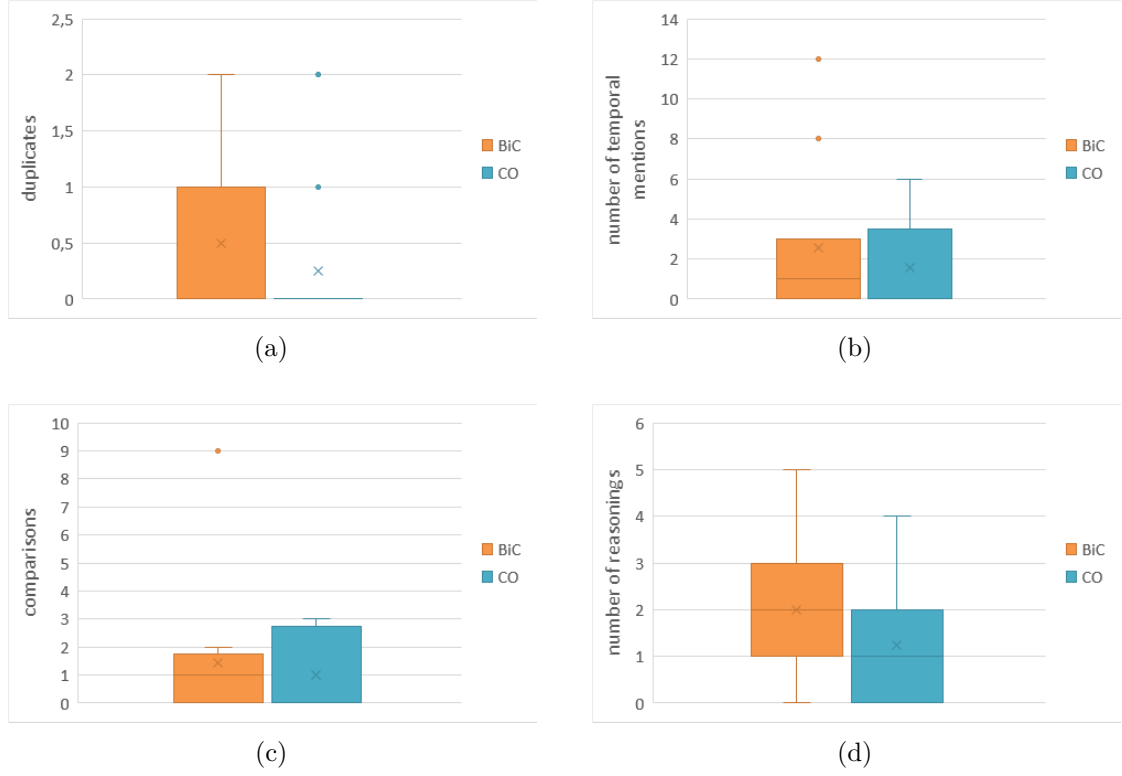 2,5
2
1,5
1
0,5
0
duplicates
BiC
CO
(a)
14
12
10
8
6
4
2
0
number of temporal
mentions
BiC
CO
(b)
10
9
8
7
6
5
4
3
2
1
0
comparisons
BiC
CO
(c)
6
5
4
3
2
1
0
number of reasonings
BiC
CO
(d)